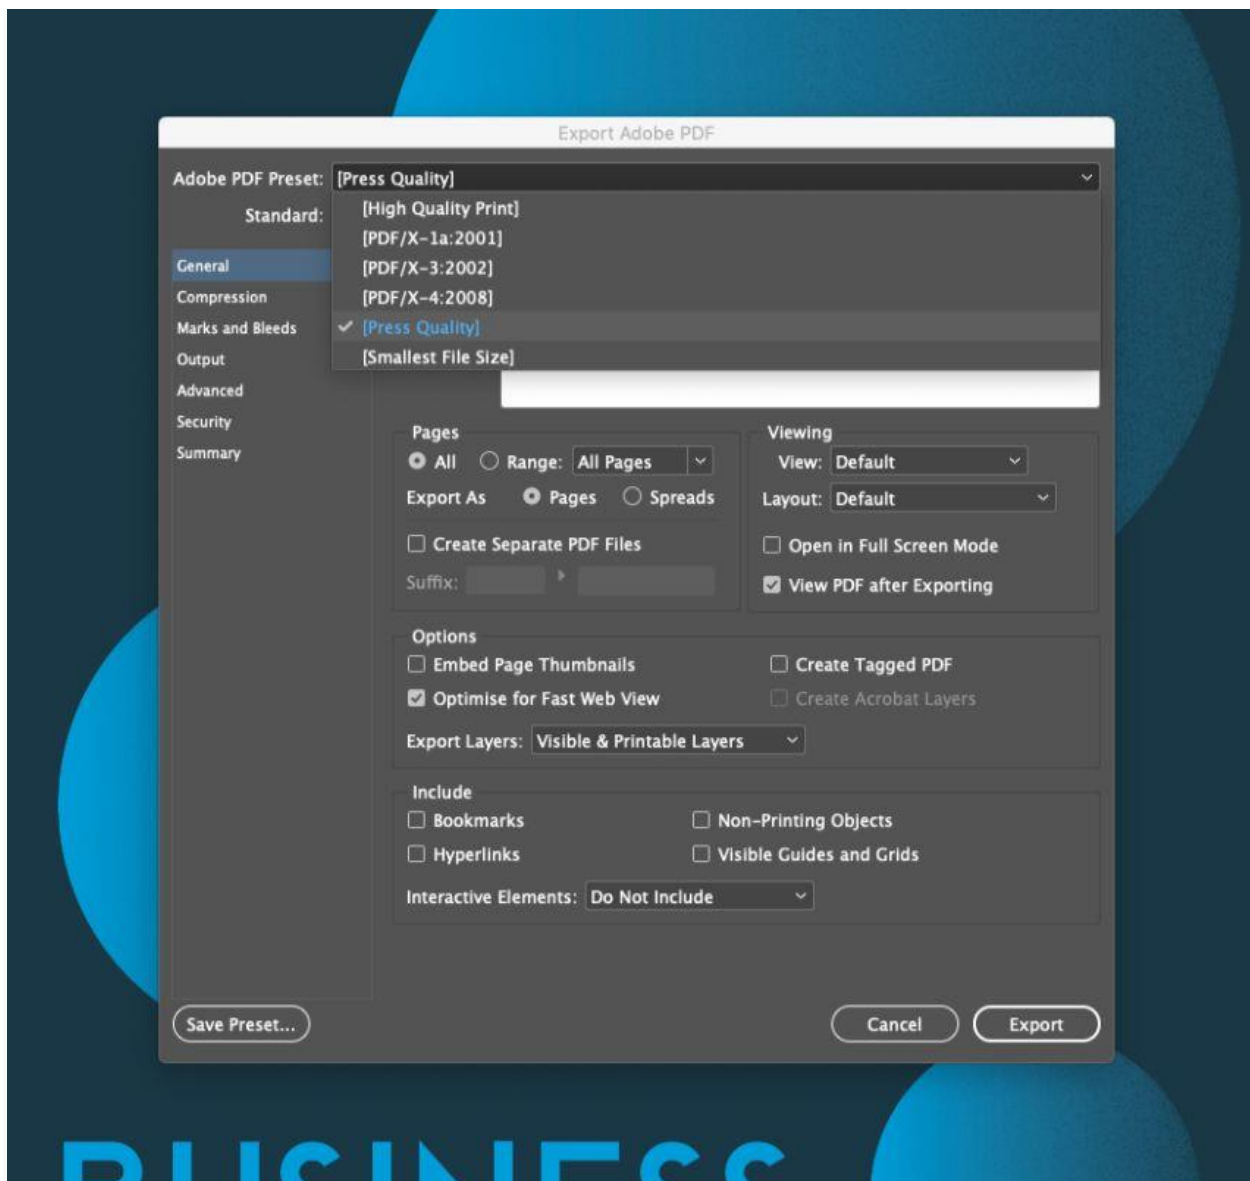 Export Adobe PDF
Adobe PDF Preset: [Press Quality]
Standard:
[High Quality Print]
[PDF/X-1a:2001]
[PDF/X-3:2002]
[PDF/X-4:2008]
[Press Quality]
[Smallest File Size]
General
Compression
Marks and Bleeds
Output
Advanced
Security
Summary
Pages
All Range: All Pages
Export As Pages Spreads
Create Separate PDF Files
Suffix:
Viewing
View: Default
Layout: Default
Open in Full Screen Mode
View PDF after Exporting
Options
Embed Page Thumbnails Create Tagged PDF
Optimise for Fast Web View Create Acrobat Layers
Export Layers: Visible & Printable Layers
Include
Bookmarks Non-Printing Objects
Hyperlinks Visible Guides and Grids
Interactive Elements: Do Not Include
Save Preset... Cancel Export
BUSINESS